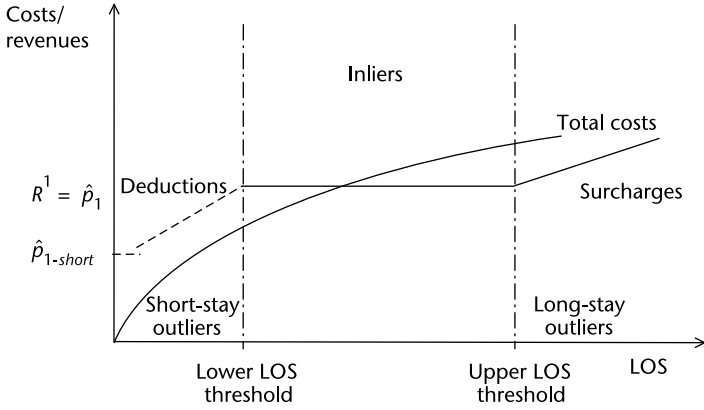 Costs/
revenues
Inliers
Total costs
R¹ = p̂₁
Deductions
Surcharges
p̂₁₋short
Short-stay
outliers
Long-stay
outliers
LOS
Lower LOS
threshold
Upper LOS
threshold